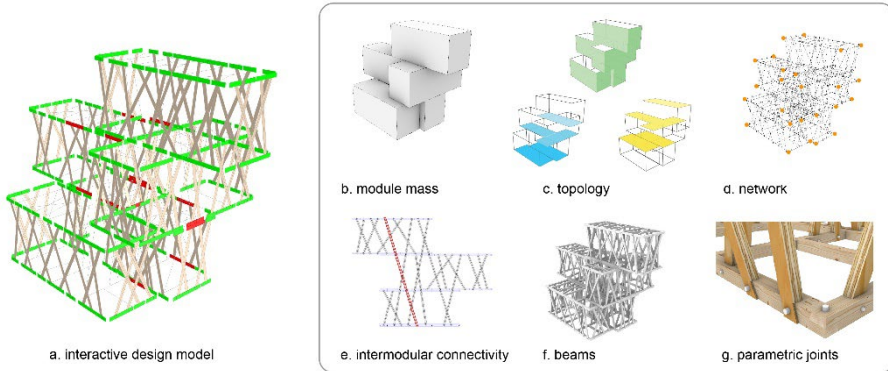 b. module mass
c. topology
d. network
a. interactive design model
e. intermodular connectivity
f. beams
g. parametric joints